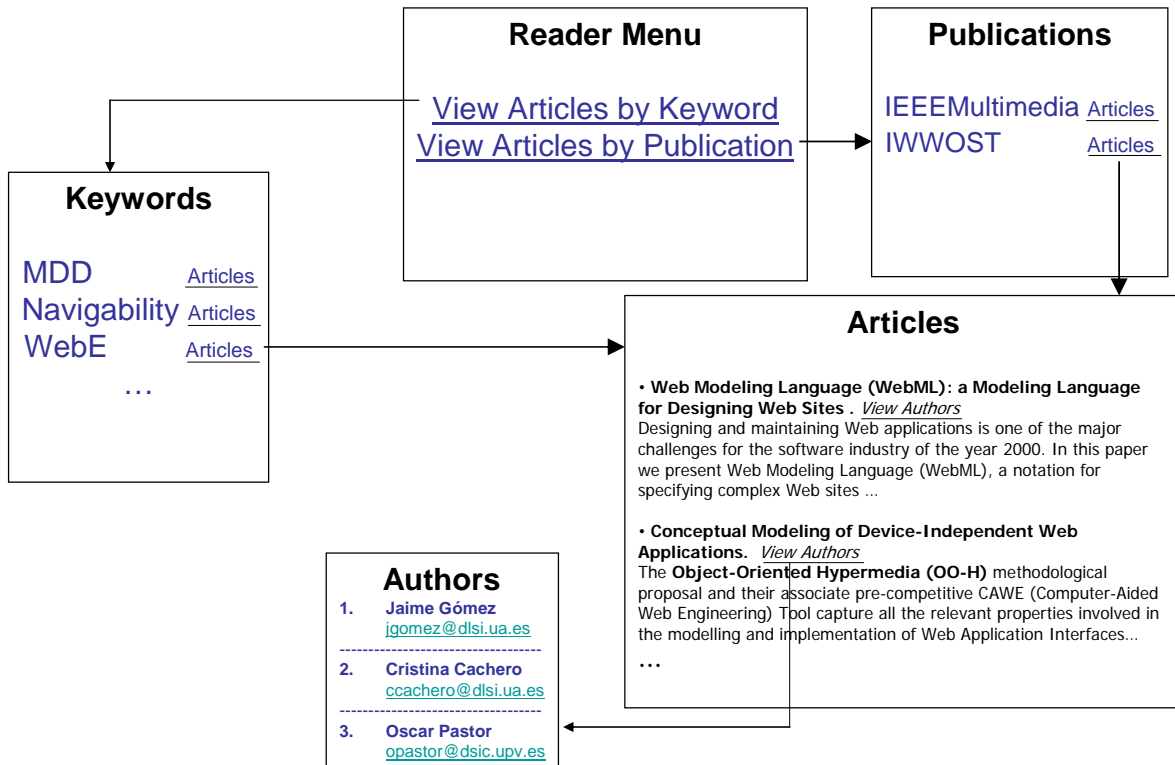 Reader Menu
View Articles by Keyword
View Articles by Publication
Publications
IEEEMultimedia Articles
IWWOST Articles
Keywords
MDD Articles
Navigability Articles
WebE Articles
…
Articles
• Web Modeling Language (WebML): a Modeling Language
for Designing Web Sites . View Authors
Designing and maintaining Web applications is one of the major
challenges for the software industry of the year 2000. In this paper
we present Web Modeling Language (WebML), a notation for
specifying complex Web sites …
• Conceptual Modeling of Device-Independent Web
Applications. View Authors
The Object-Oriented Hypermedia (OO-H) methodological
proposal and their associate pre-competitive CAWE (Computer-Aided
Web Engineering) Tool capture all the relevant properties involved in
the modelling and implementation of Web Application Interfaces…
…
Authors
1. Jaime Gómez
jgomez@dlsi.ua.es
-----------------------------------
2. Cristina Cachero
ccachero@dlsi.ua.es
-----------------------------------
3. Oscar Pastor
opastor@dsic.upv.es